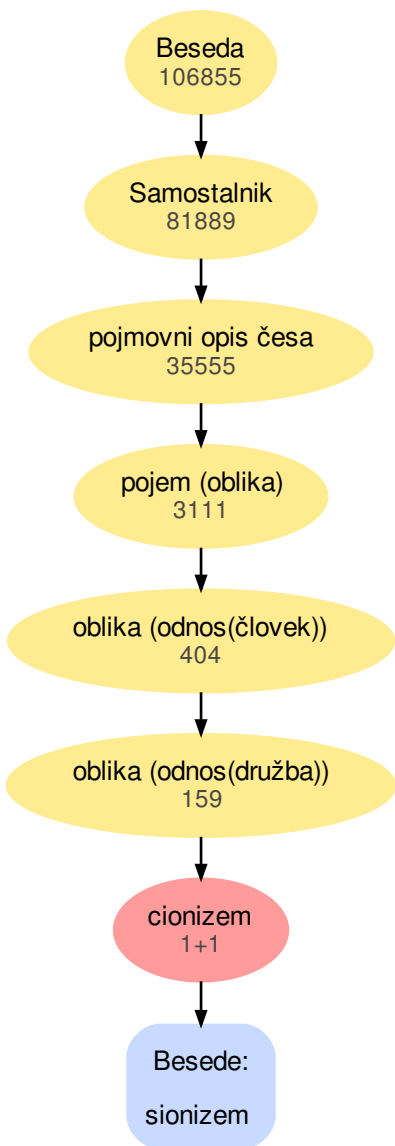 Beseda
106855
Samostalnik
81889
pojmovni opis česa
35555
pojem (oblika)
3111
oblika (odnos(človek))
404
oblika (odnos(družba))
159
cionizem
1+1
Besede:
sionizem